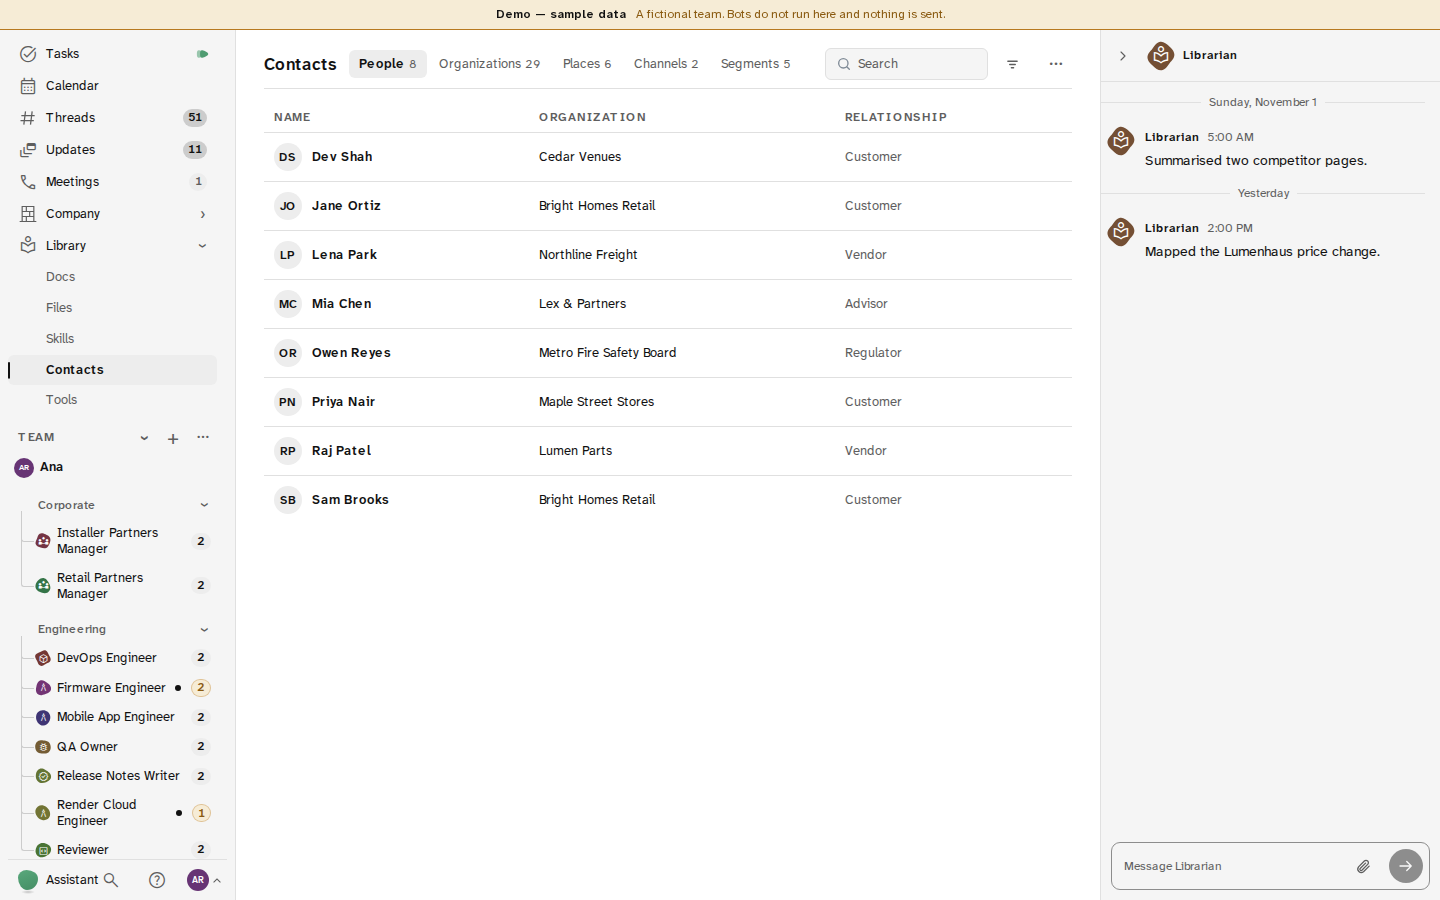 Demo — sample data A fictional team. Bots do not run here and nothing is sent.
Tasks
Calendar
Threads 51
Updates 11
Meetings 1
Company
Library
Docs
Files
Skills
Contacts
Tools
TEAM
AR Ana
Corporate
Installer Partners Manager 2
Retail Partners Manager 2
Engineering
DevOps Engineer 2
Firmware Engineer 2
Mobile App Engineer 2
QA Owner 2
Release Notes Writer 2
Render Cloud Engineer 1
Reviewer 2
Assistant AR
Contacts People 8 Organizations 29 Places 6 Channels 2 Segments 5 Search
NAME ORGANIZATION RELATIONSHIP
DS Dev Shah Cedar Venues Customer
JO Jane Ortiz Bright Homes Retail Customer
LP Lena Park Northline Freight Vendor
MC Mia Chen Lex & Partners Advisor
OR Owen Reyes Metro Fire Safety Board Regulator
PN Priya Nair Maple Street Stores Customer
RP Raj Patel Lumen Parts Vendor
SB Sam Brooks Bright Homes Retail Customer
Librarian
Sunday, November 1
Librarian 5:00 AM
Summarised two competitor pages.
Yesterday
Librarian 2:00 PM
Mapped the Lumenhaus price change.
Message Librarian